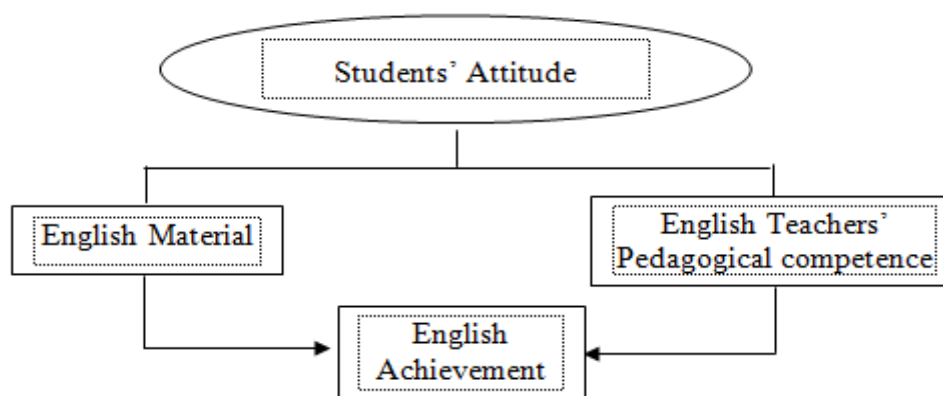 Students’ Attitude
English Material
English Teachers’
Pedagogical competence
English
Achievement